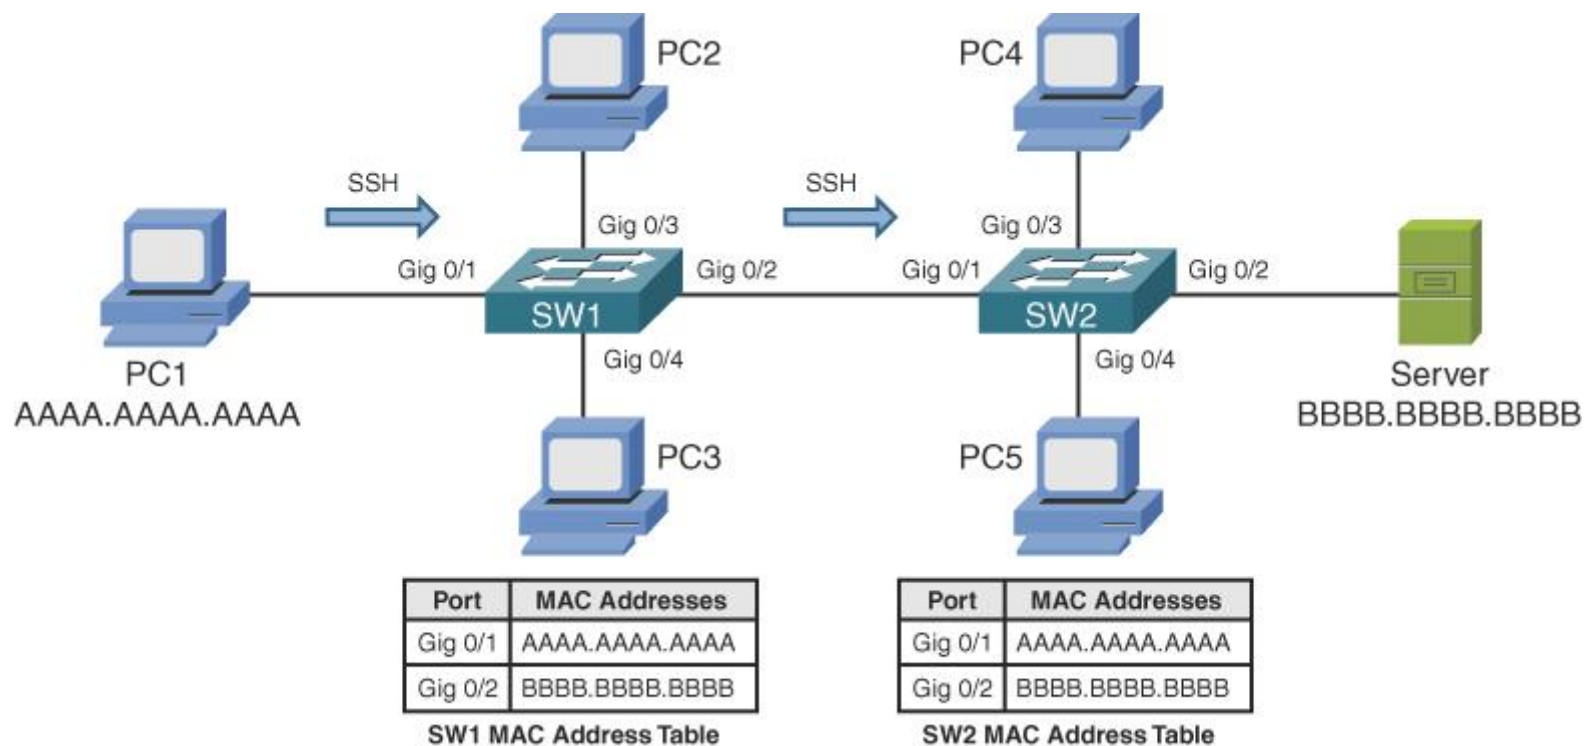 PC2
PC4
SSH
SSH
Gig 0/3
Gig 0/3
Gig 0/1
Gig 0/2
Gig 0/1
Gig 0/2
SW1
SW2
Gig 0/4
Gig 0/4
PC1
AAAA.AAAA.AAAA
Server
BBBB.BBBB.BBBB
PC3
PC5
Port MAC Addresses
Gig 0/1 AAAA.AAAA.AAAA
Gig 0/2 BBBB.BBBB.BBBB
SW1 MAC Address Table
Port MAC Addresses
Gig 0/1 AAAA.AAAA.AAAA
Gig 0/2 BBBB.BBBB.BBBB
SW2 MAC Address Table